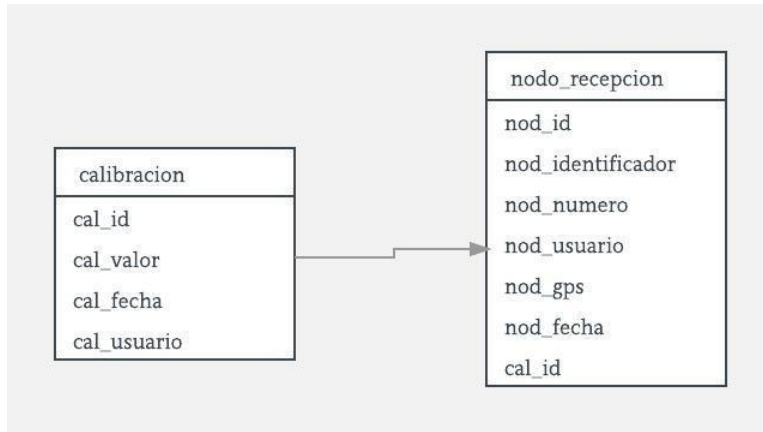 calibracion
cal_id
cal_valor
cal_fecha
cal_usuario
nodo_recepcion
nod_id
nod_identificador
nod_numero
nod_usuario
nod_gps
nod_fecha
cal_id